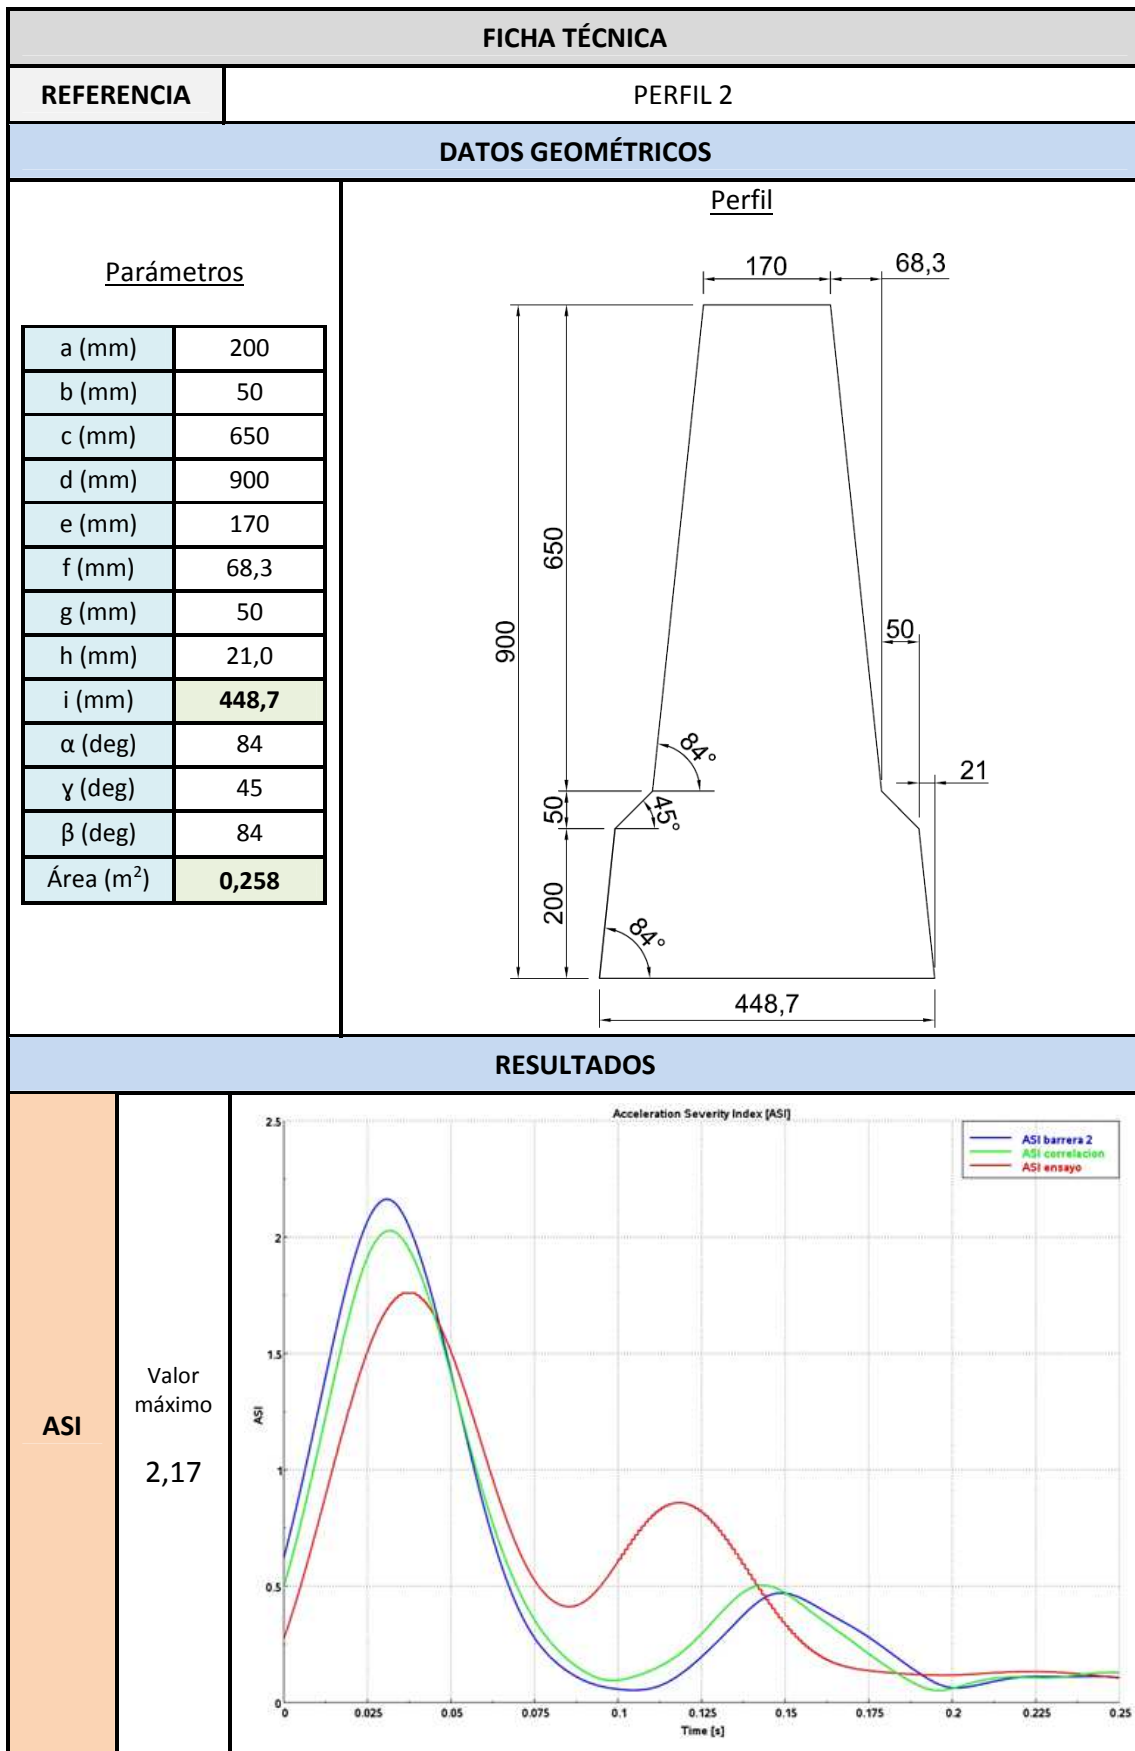 FICHA TÉCNICA
REFERENCIA
PERFIL 2
DATOS GEOMÉTRICOS
Parámetros
a (mm) 200
b (mm) 50
c (mm) 650
d (mm) 900
e (mm) 170
f (mm) 68,3
g (mm) 50
h (mm) 21,0
i (mm) 448,7
α (deg) 84
ɣ (deg) 45
β (deg) 84
Área (m²) 0,258
Perfil
170
68,3
650
900
50
84°
21
50
45°
200
84°
448,7
RESULTADOS
ASI
Valor
máximo
2,17
Acceleration Severity Index [ASI]
ASI barrera 2
ASI correlacion
ASI ensayo
2.5
2
1.5
1
0.5
0
ASI
0 0.025 0.05 0.075 0.1 0.125 0.15 0.175 0.2 0.225 0.25
Time [s]